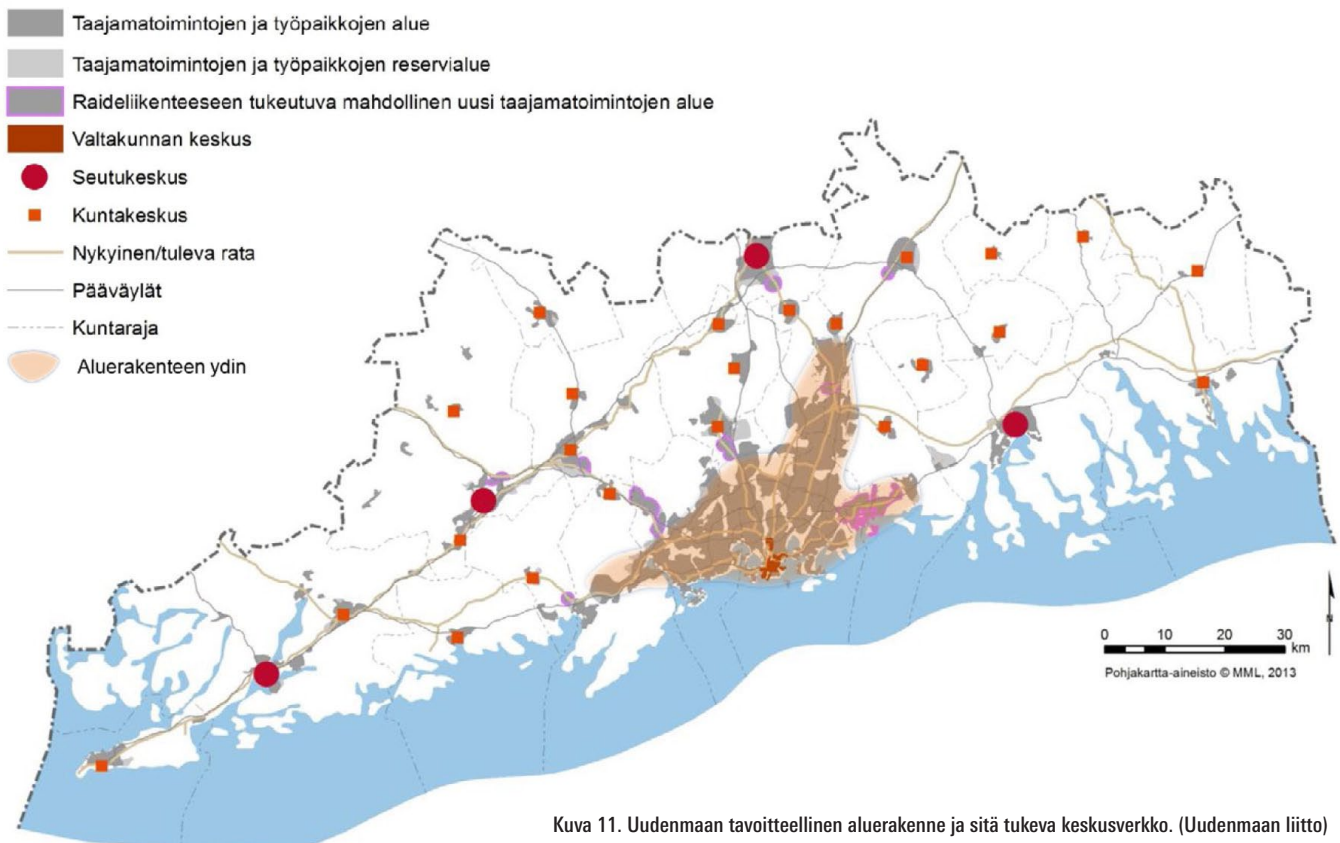 Taajamatoimintojen ja työpaikkojen alue
Taajamatoimintojen ja työpaikkojen reservialue
Raideliikenteeseen tukeutuva mahdollinen uusi taajamatoimintojen alue
Valtakunnan keskus
Seutukeskus
Kuntakeskus
Nykyinen/tuleva rata
Pääväylät
Kuntaraja
Aluerakenteen ydin
N
0 10 20 30
km
Pohjakartta-aineisto © MML, 2013
Kuva 11. Uudenmaan tavoitteellinen aluerakenne ja sitä tukeva keskusverkko. (Uudenmaan liitto)